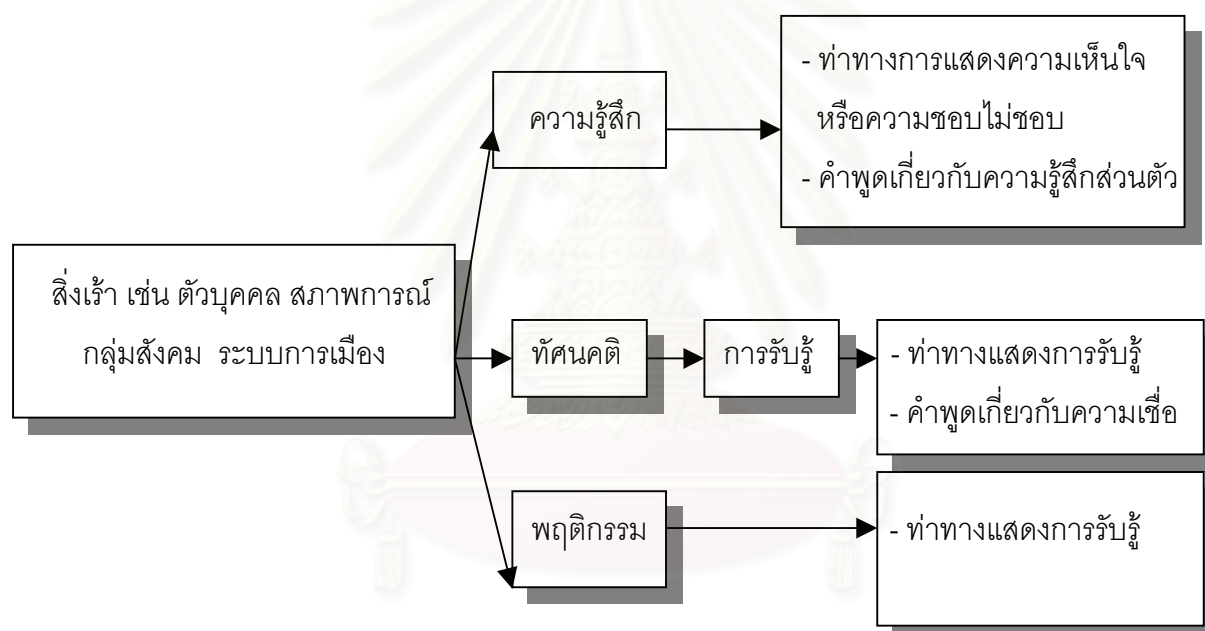 - ท่าทางการแสดงความเห็นใจ
หรือความชอบไม่ชอบ
- คำพูดเกี่ยวกับความรู้สึกส่วนตัว
ความรู้สึก
สิ่งเร้า เช่น ตัวบุคคล สภาพการณ์
กลุ่มสังคม ระบบการเมือง
ทัศนคติ
การรับรู้
- ท่าทางแสดงการรับรู้
- คำพูดเกี่ยวกับความเชื่อ
พฤติกรรม
- ท่าทางแสดงการรับรู้